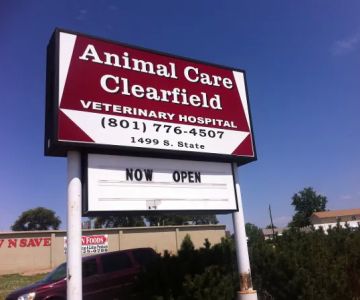 Animal Care
Clearfield
VETERINARY HOSPITAL
(801) 776-4507
1499 S. State
NOW OPEN
N SAVE
FOODS